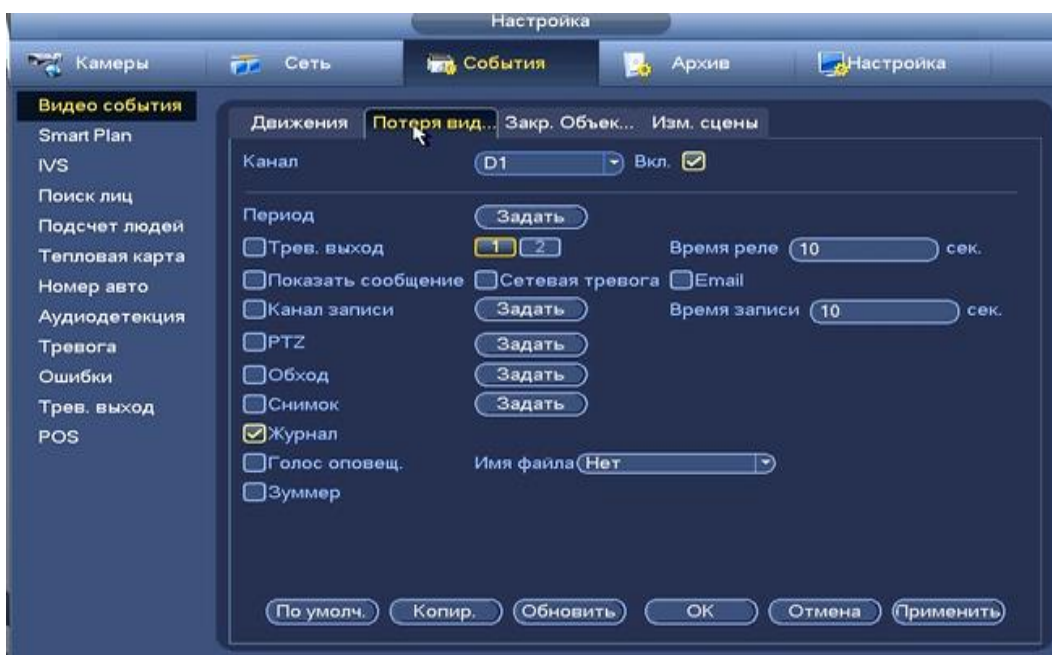 Настройка
Камеры Сеть События Архив Настройка
Видео события
Smart Plan
IVS
Поиск лиц
Подсчет людей
Тепловая карта
Номер авто
Аудиодетекция
Тревога
Ошибки
Трев. выход
POS
Движения Потеря вид... Закр. Объек... Изм. сцены
Канал D1 Вкл.
Период Задать
Трев. выход 1 2 Время реле 10 сек.
Показать сообщение Сетевая тревога Email
Канал записи Задать Время записи 10 сек.
PTZ Задать
Обход Задать
Снимок Задать
Журнал
Голос оповещ. Имя файла Нет
Зуммер
По умолч. Копир. Обновить OK Отмена Применить